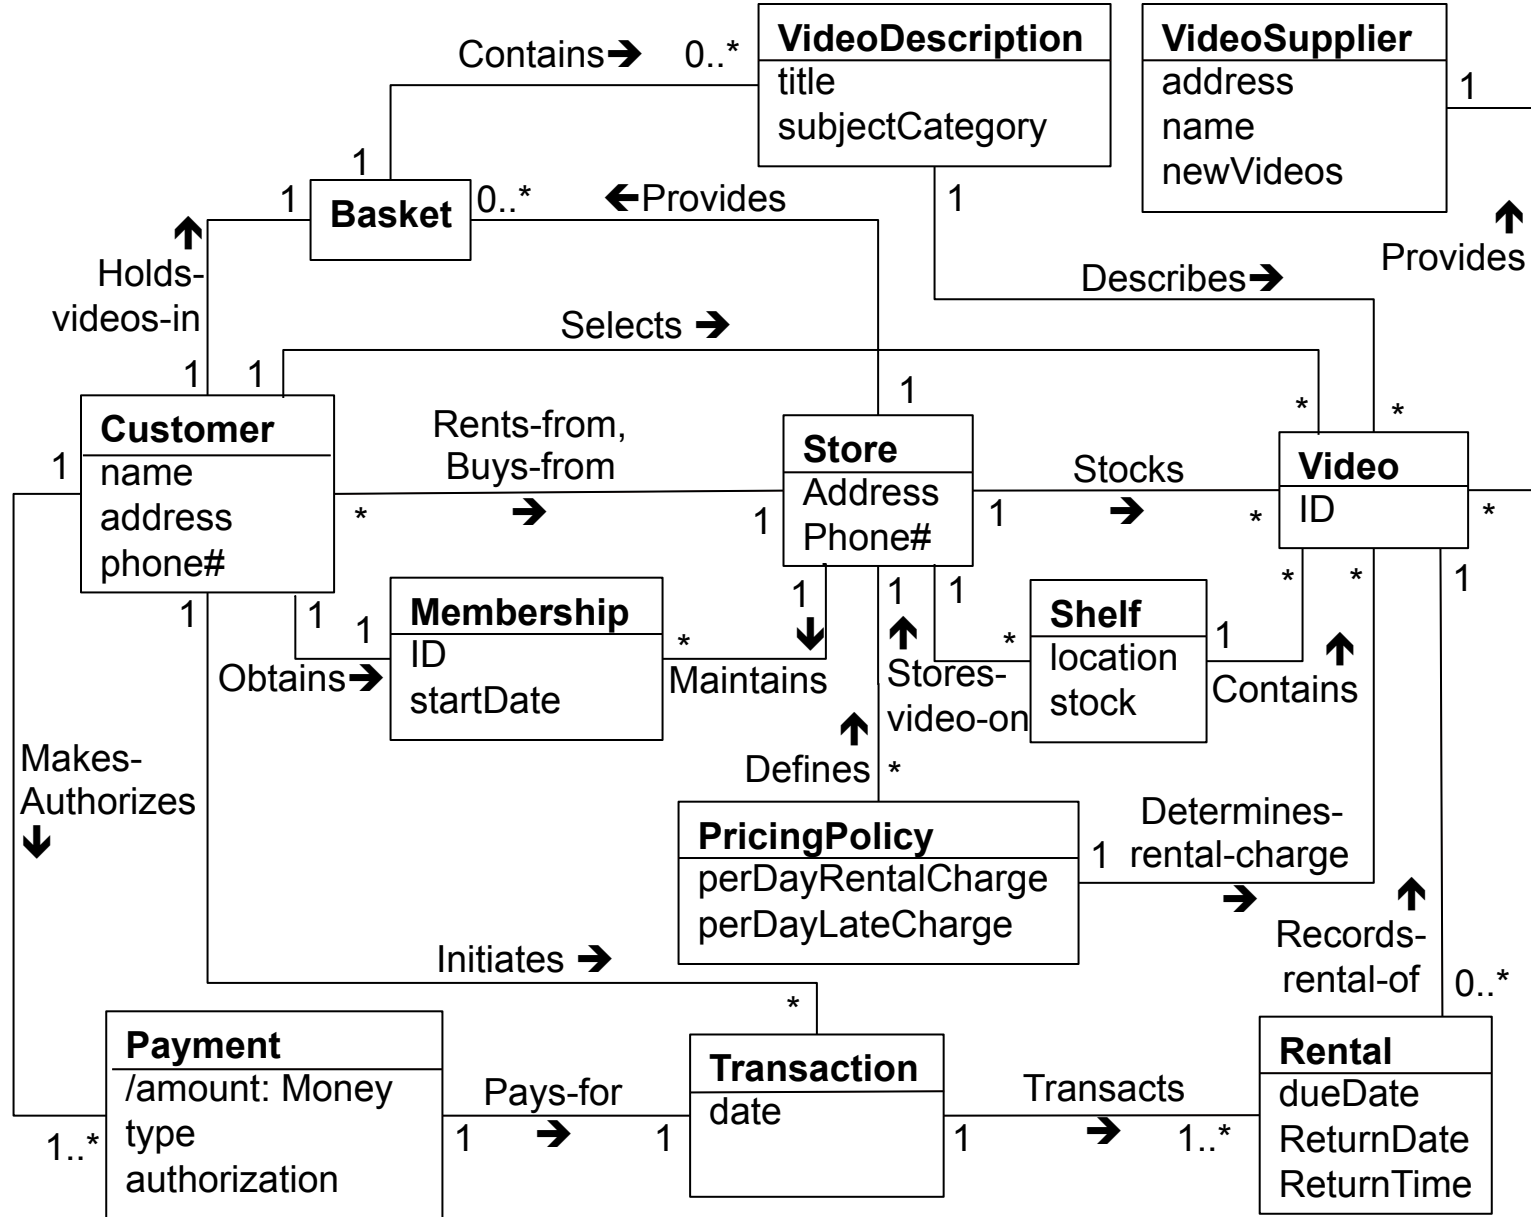 Contains➔ 0..*
VideoDescription
title
subjectCategory
VideoSupplier
address
name
newVideos
1
1
1
Basket
0..*
🡸Provides
1
Provides
Holds-
videos-in
Describes➔
Selects ➔
1
1
1
*
*
Customer
name
address
phone#
1
Rents-from,
Buys-from
➔
*
1
Store
Address
Phone#
Stocks
➔
1
*
Video
ID
*
1
1
1
Membership
ID
startDate
Obtains➔
*
1
Maintains
1
1
Stores-
video-on
*
Shelf
location
stock
1
*
*
1
Contains
Makes-
Authorizes
Defines
*
PricingPolicy
perDayRentalCharge
perDayLateCharge
1
Determines-
rental-charge
➔
Records-
rental-of
0..*
Initiates ➔
*
Payment
/amount: Money
type
authorization
1..*
Pays-for
➔
1
1
Transaction
date
Transacts
➔
1
1..*
Rental
dueDate
ReturnDate
ReturnTime